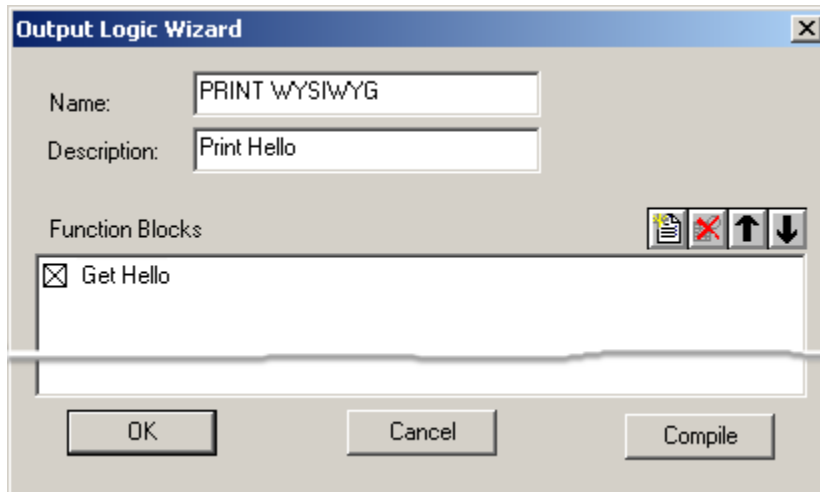 Output Logic Wizard
Name: PRINT WYSIWYG
Description: Print Hello
Function Blocks
Get Hello
OK Cancel Compile